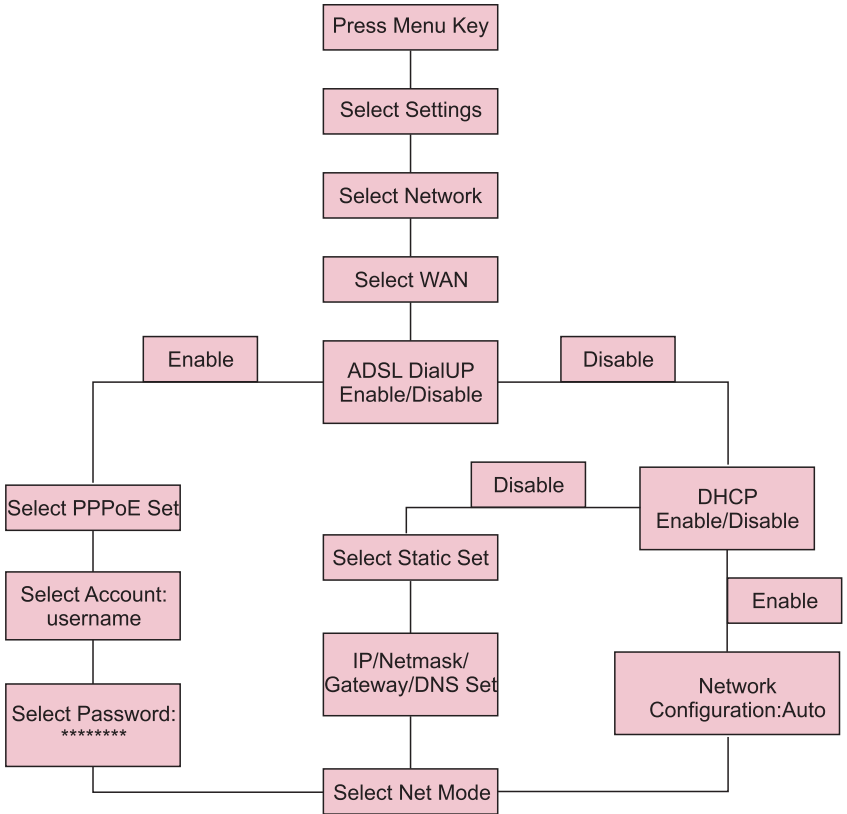 Press Menu Key
Select Settings
Select Network
Select WAN
Enable
ADSL DialUP
Enable/Disable
Disable
Select PPPoE Set
Select Account:
username
Select Password:
********
Disable
DHCP
Enable/Disable
Select Static Set
IP/Netmask/
Gateway/DNS Set
Enable
Network
Configuration:Auto
Select Net Mode